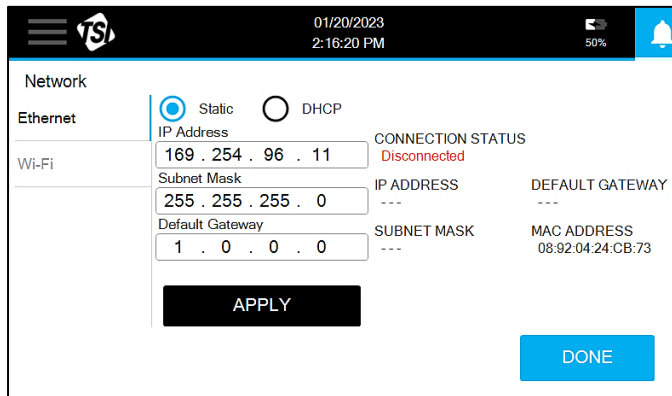 TSI
01/20/2023
2:16:20 PM
50%
Network
Ethernet
Wi-Fi
Static DHCP
IP Address
169 . 254 . 96 . 11
Subnet Mask
255 . 255 . 255 . 0
Default Gateway
1 . 0 . 0 . 0
APPLY
CONNECTION STATUS
Disconnected
IP ADDRESS DEFAULT GATEWAY
--- ---
SUBNET MASK MAC ADDRESS
--- 08:92:04:24:CB:73
DONE